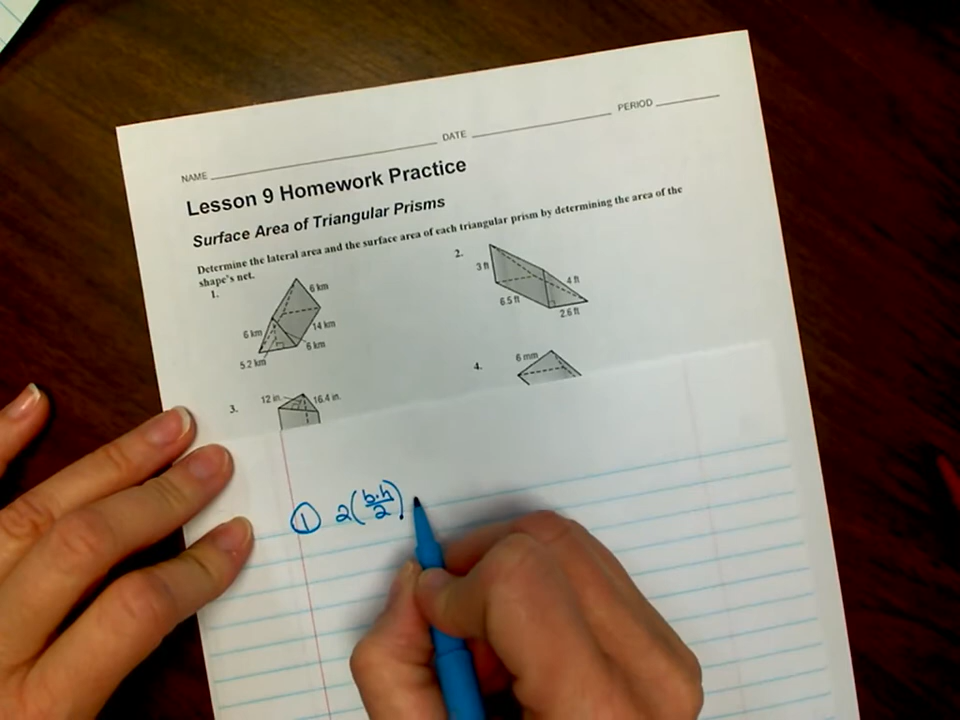 NAME DATE PERIOD
Lesson 9 Homework Practice
Surface Area of Triangular Prisms
Determine the lateral area and the surface area of each triangular prism by determining the area of the
shape's net.
1.
6 km
6 km
14 km
6 km
5.2 km
2.
3 ft
4 ft
6.5 ft
2.6 ft
3.
12 in.
16.4 in.
4.
6 mm
① 2(b·h/2)